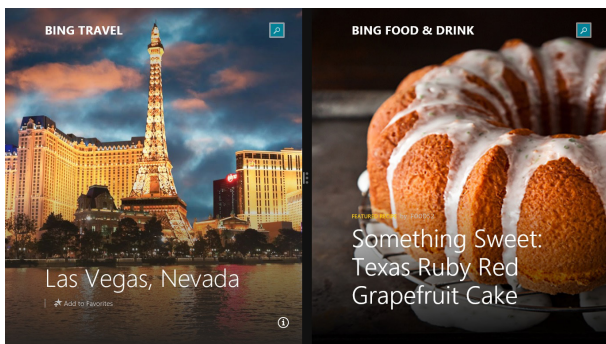 BING TRAVEL
Las Vegas, Nevada
Add to Favorites
BING FOOD & DRINK
Something Sweet:
Texas Ruby Red
Grapefruit Cake